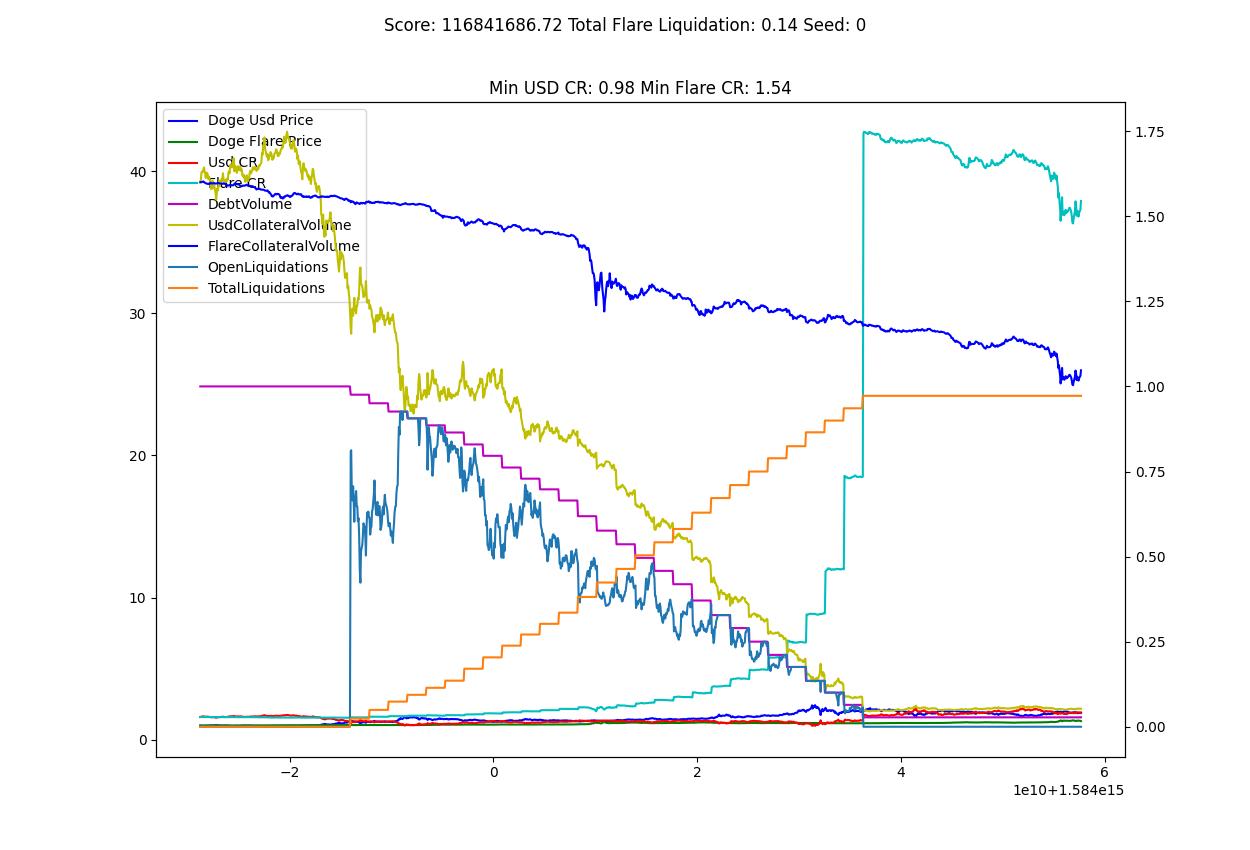 Score: 116841686.72 Total Flare Liquidation: 0.14 Seed: 0
Min USD CR: 0.98 Min Flare CR: 1.54
Doge Usd Price
Doge Flare Price
Usd CR
Flare CR
DebtVolume
UsdCollateralVolume
FlareCollateralVolume
OpenLiquidations
TotalLiquidations
40
30
20
10
0
1.75
1.50
1.25
1.00
0.75
0.50
0.25
0.00
−2
0
2
4
6
1e10+1.584e15